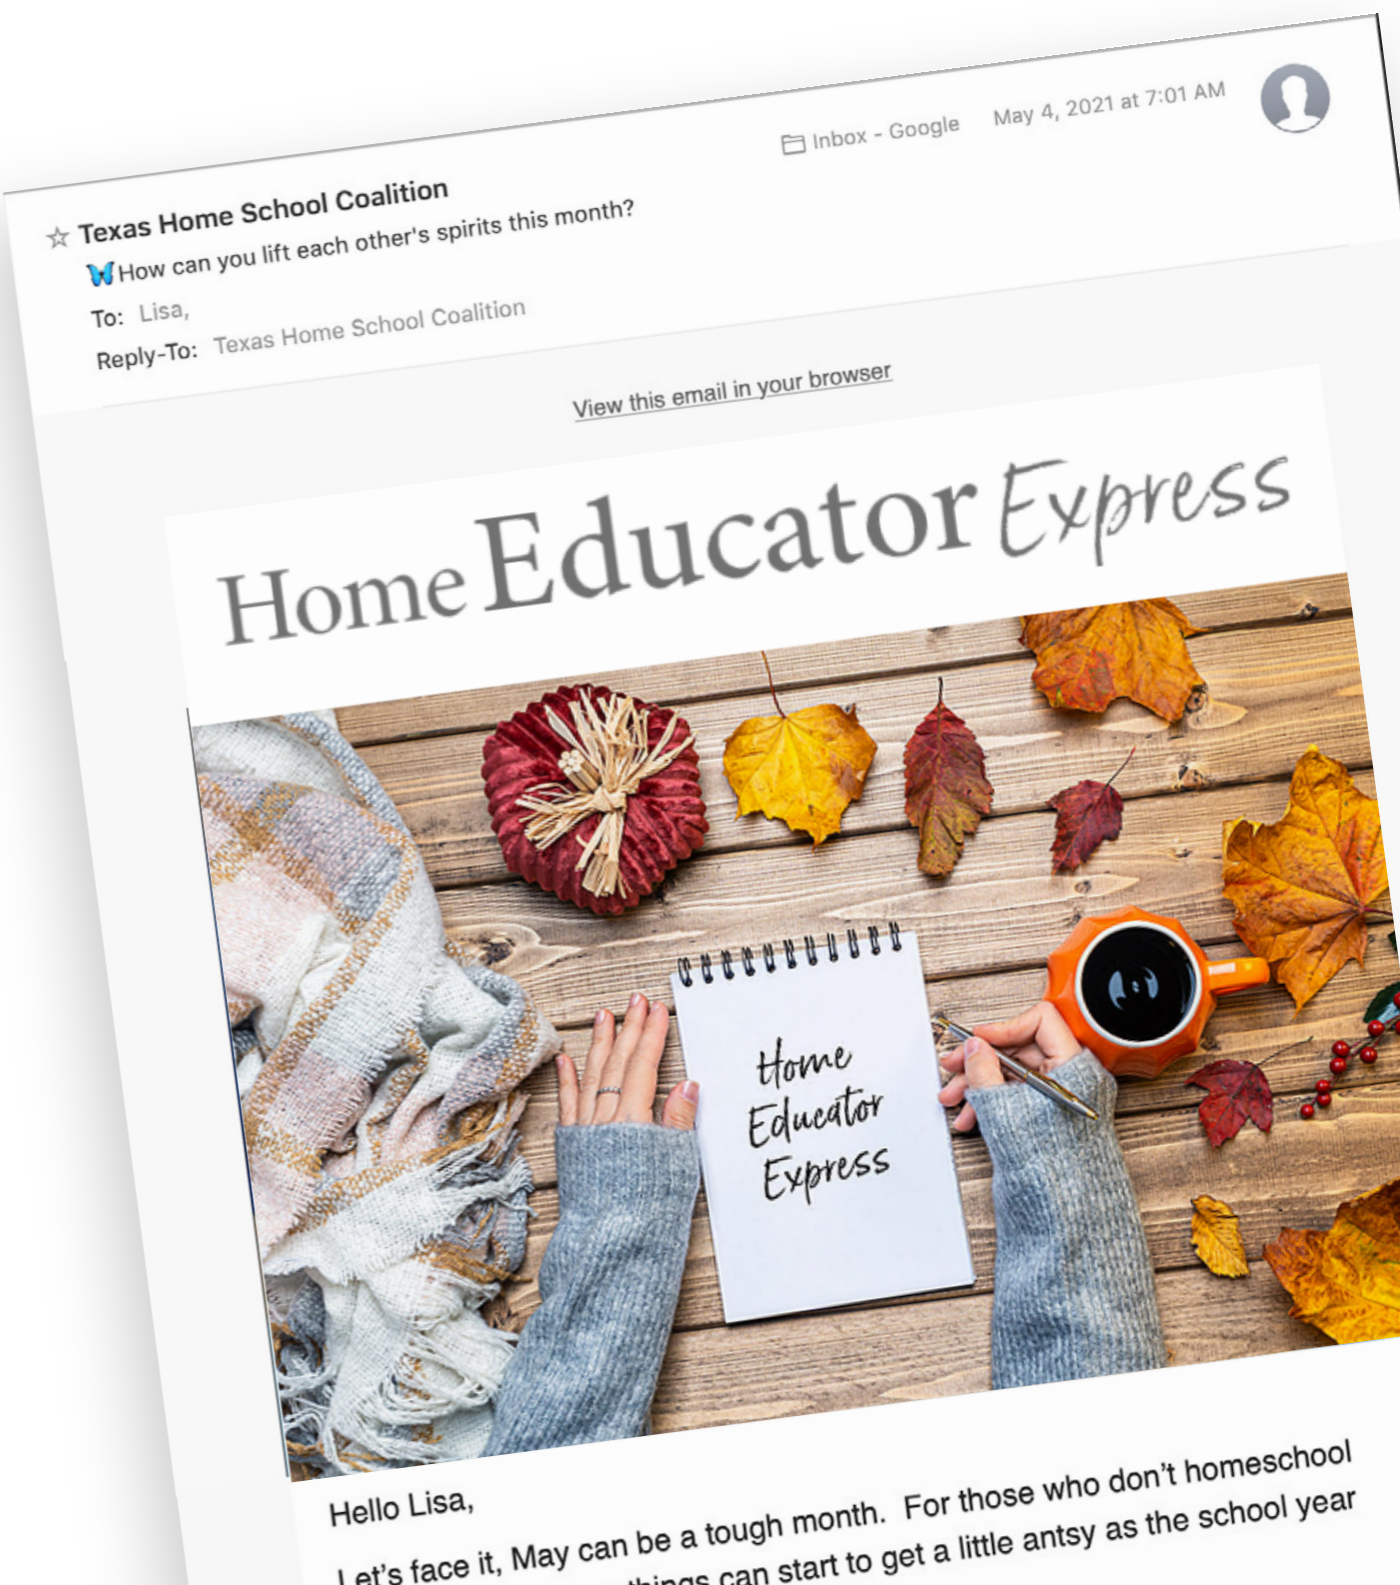 Inbox - Google May 4, 2021 at 7:01 AM
Texas Home School Coalition
🦋How can you lift each other's spirits this month?
To: Lisa,
Reply-To: Texas Home School Coalition
View this email in your browser
Home Educator Express
Home
Educator
Express
Hello Lisa,
Let’s face it, May can be a tough month. For those who don’t homeschool
things can start to get a little antsy as the school year